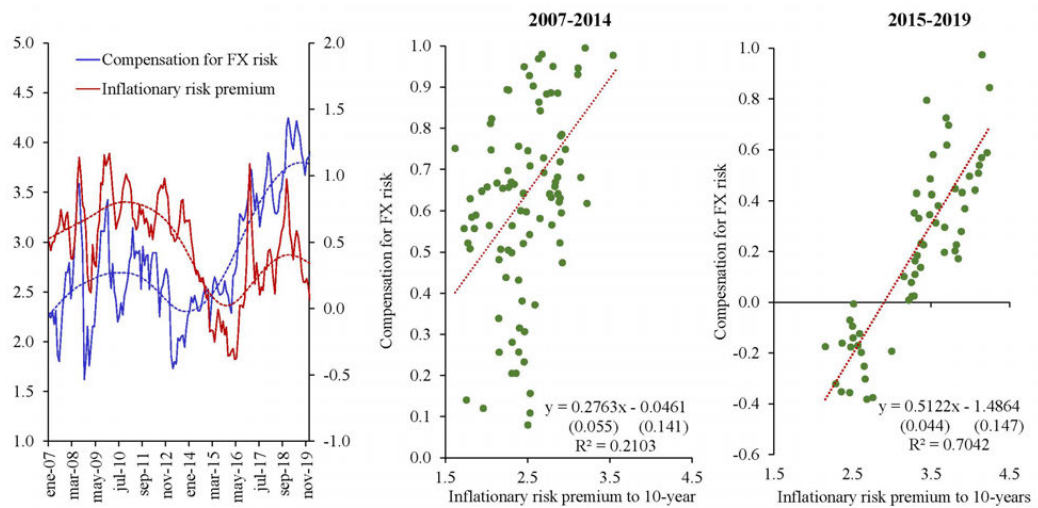 2007-2014
2015-2019
Compensation for FX risk
Inflationary risk premium
5.0
4.5
4.0
3.5
3.0
2.5
2.0
1.5
1.0
2.0
1.5
1.0
0.5
0.0
-0.5
-1.0
ene-07
mar-08
may-09
jul-10
sep-11
nov-12
ene-14
mar-15
may-16
jul-17
sep-18
nov-19
Compensation for FX risk
1.0
0.9
0.8
0.7
0.6
0.5
0.4
0.3
0.2
0.1
0.0
y = 0.2763x - 0.0461
(0.055) (0.141)
R² = 0.2103
1.5
2.5
3.5
4.5
Inflationary risk premium to 10-year
Compesnation for FX risk
1.0
0.8
0.6
0.4
0.2
0.0
-0.2
-0.4
-0.6
y = 0.5122x - 1.4864
(0.044) (0.147)
R² = 0.7042
1.5
2.5
3.5
4.5
Inflationary risk premium to 10-years